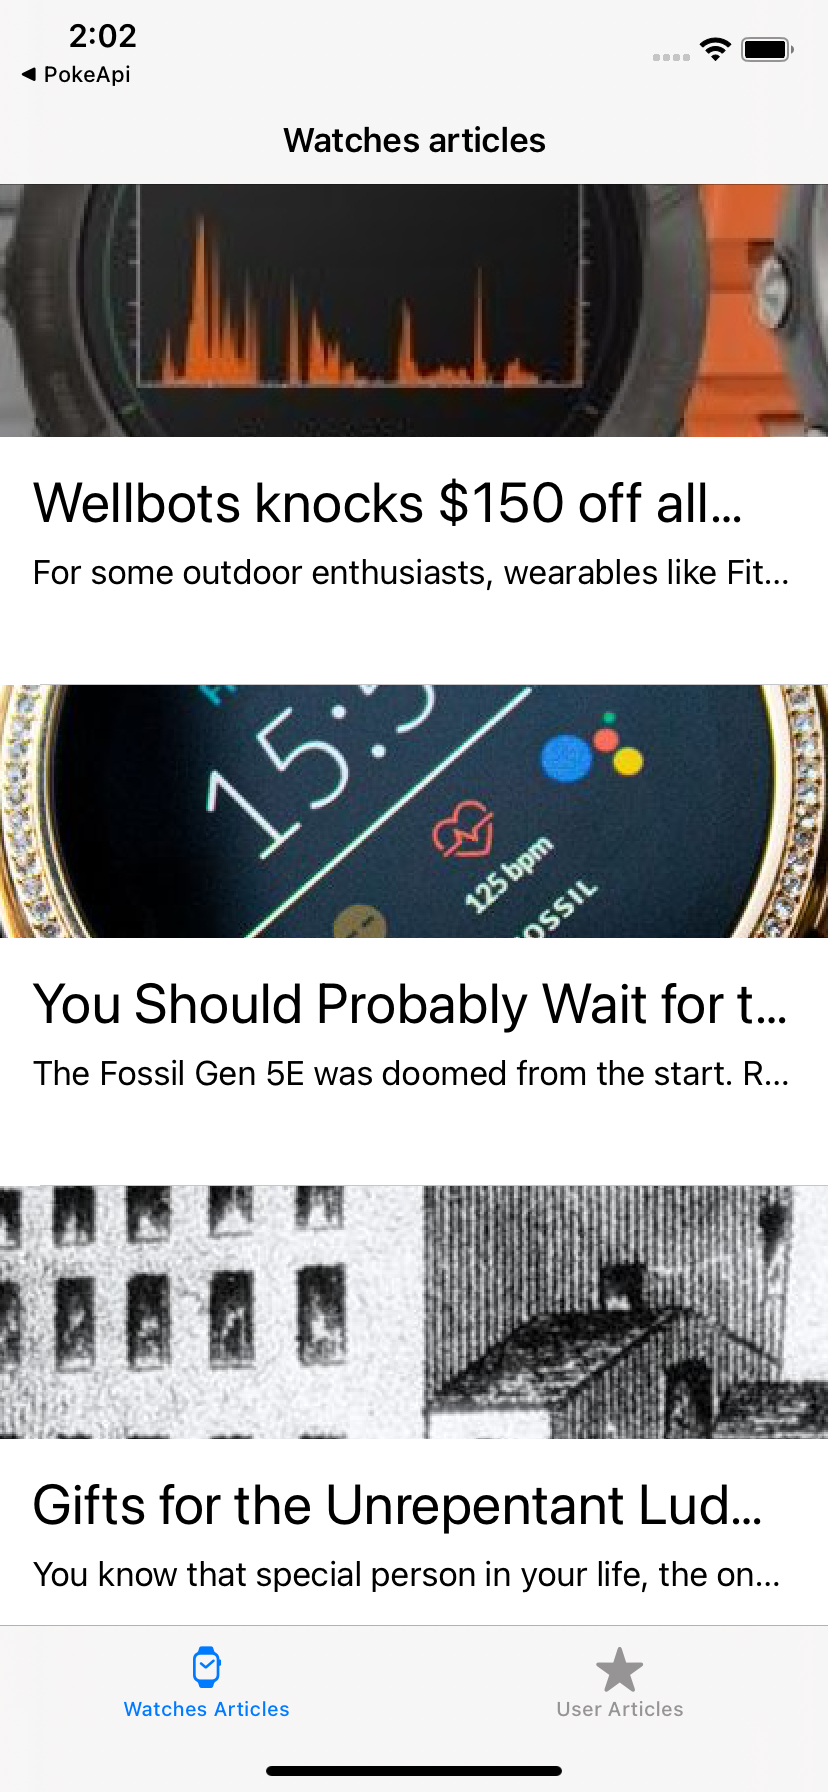 2:02
◀ PokeApi
Watches articles
Wellbots knocks $150 off all...
For some outdoor enthusiasts, wearables like Fit...
15:5
125 bpm
OSSIL
You Should Probably Wait for t...
The Fossil Gen 5E was doomed from the start. R...
Gifts for the Unrepentant Lud...
You know that special person in your life, the on...
Watches Articles
User Articles